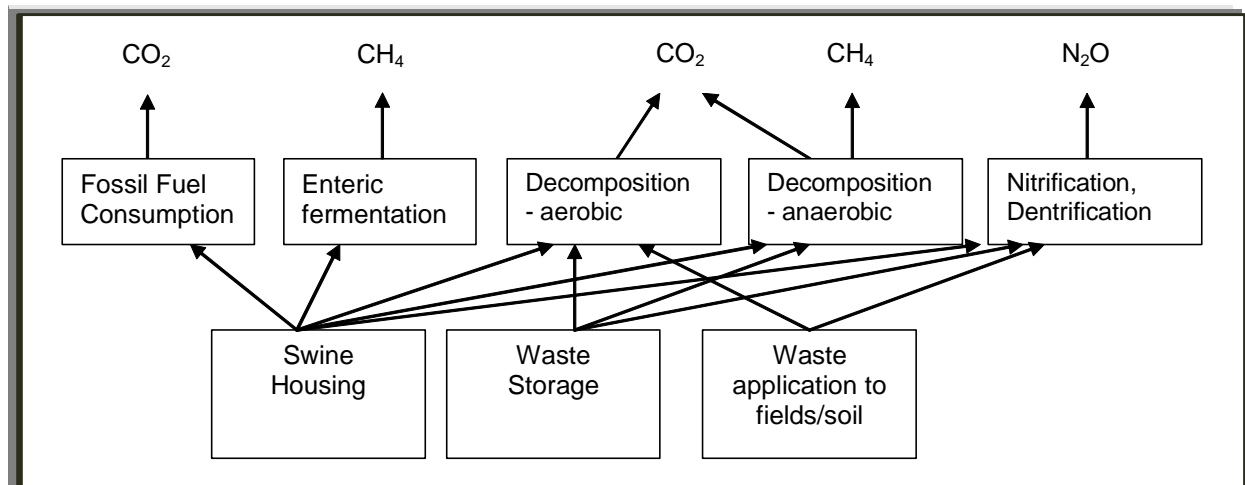 CO₂
CH₄
CO₂
CH₄
N₂O
Fossil Fuel
Consumption
Enteric
fermentation
Decomposition
- aerobic
Decomposition
- anaerobic
Nitrification,
Dentrification
Swine
Housing
Waste
Storage
Waste
application to
fields/soil